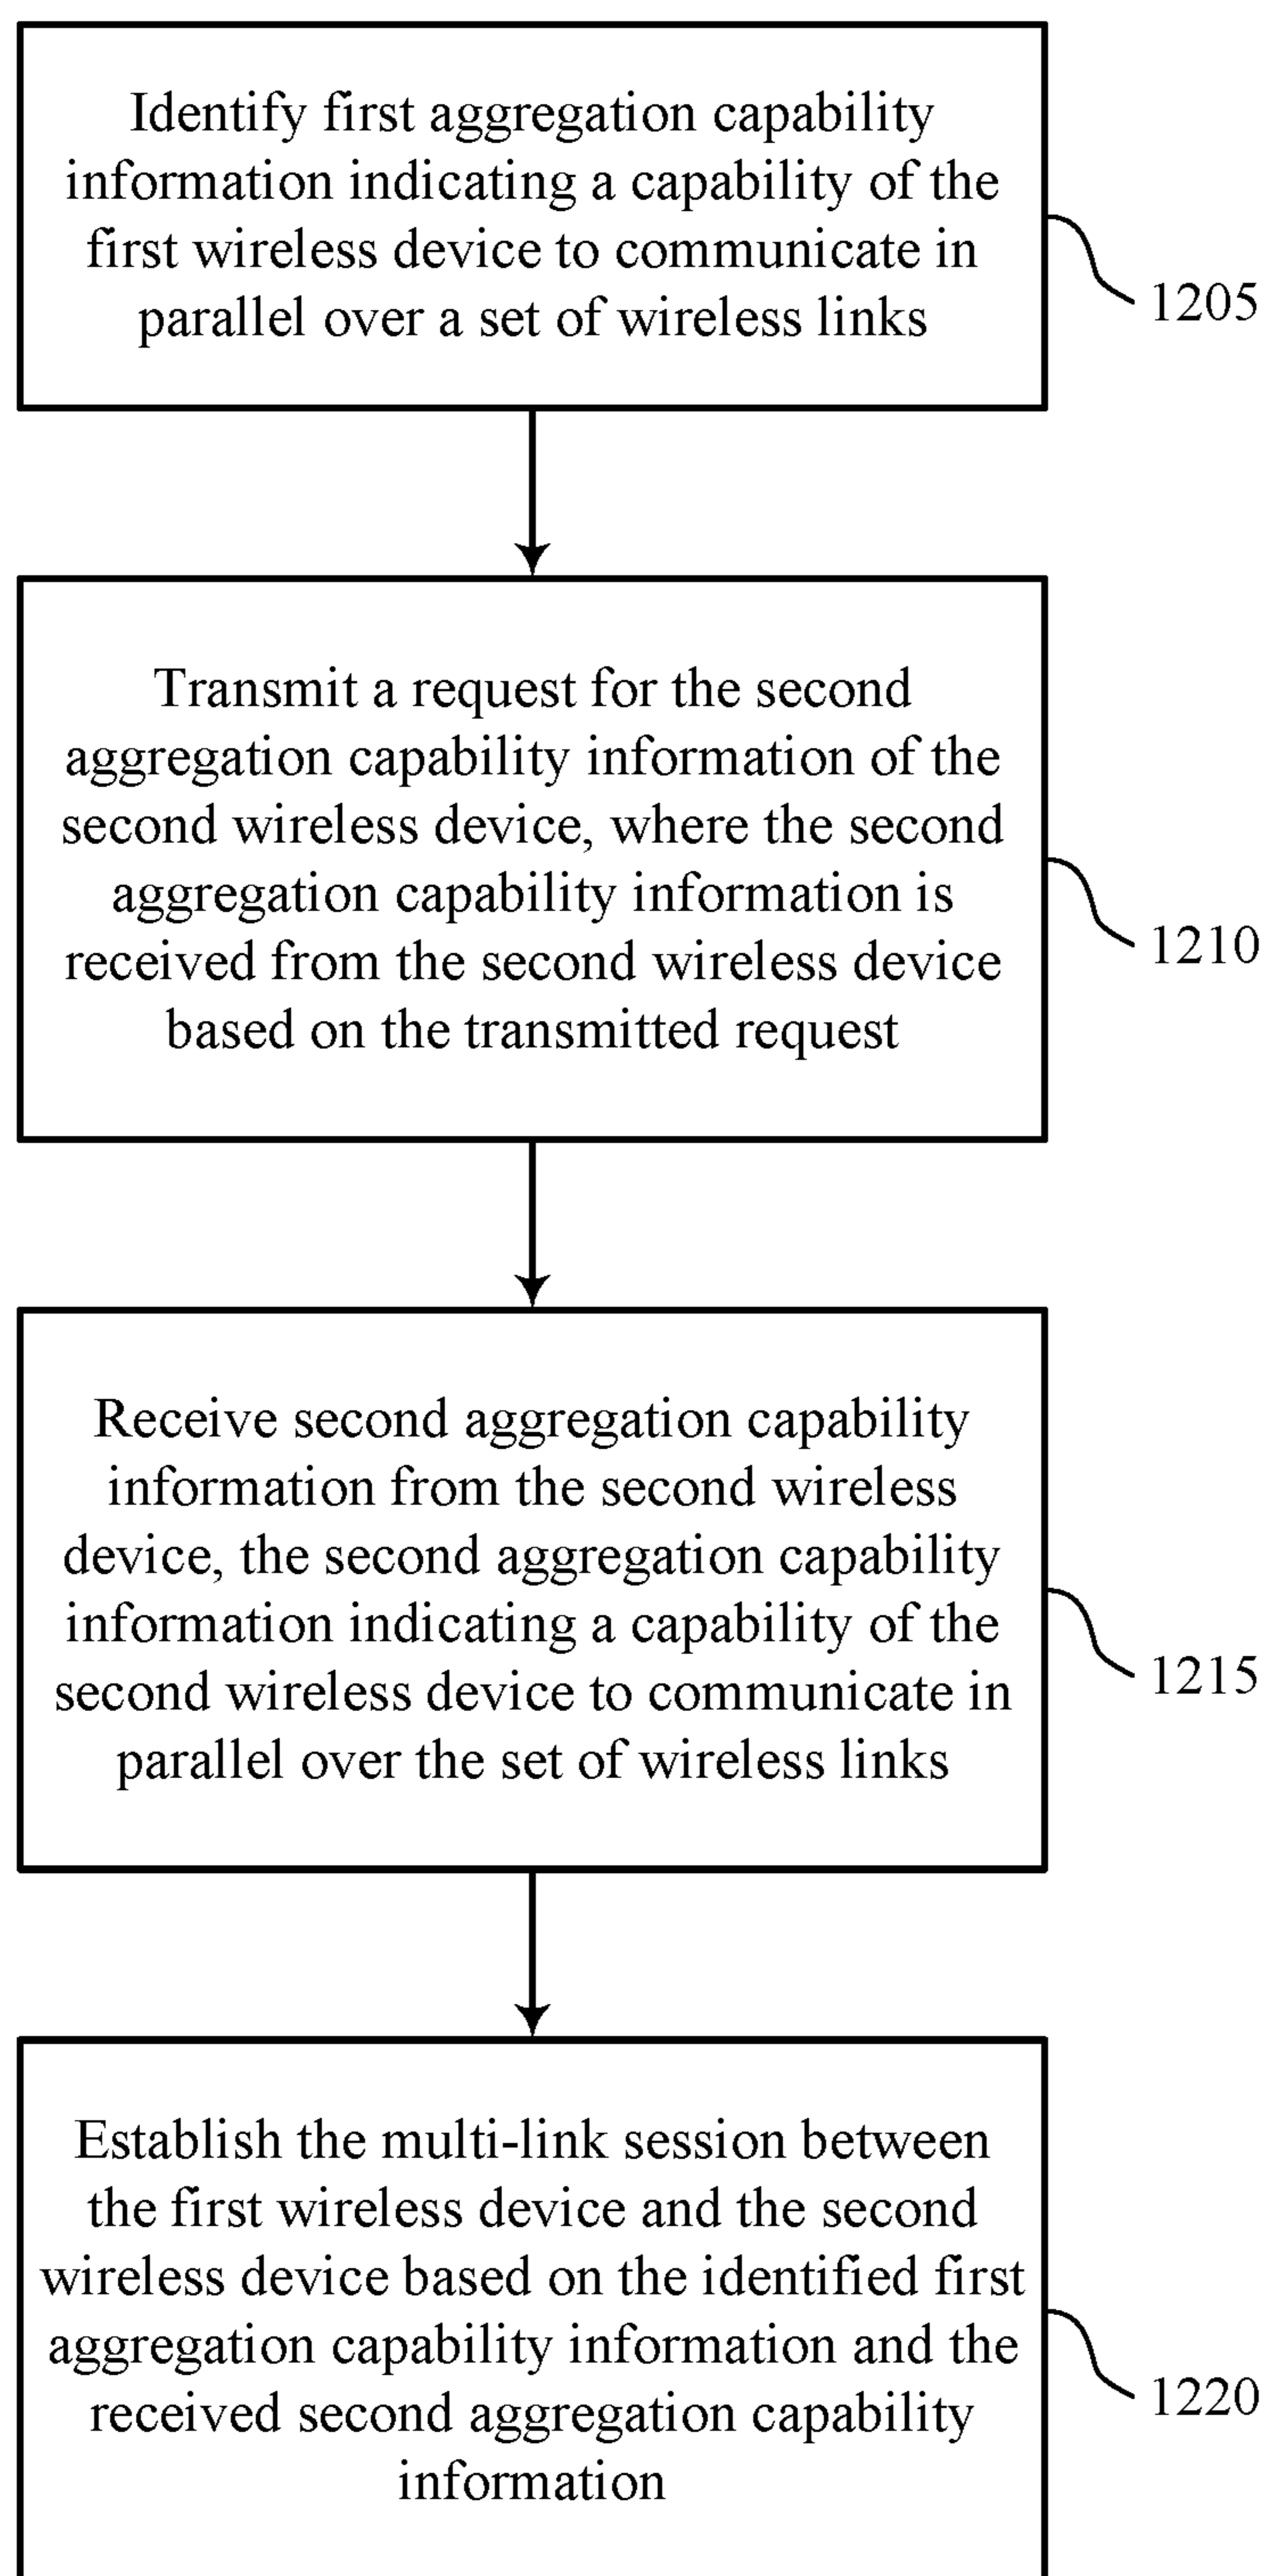 Identify first aggregation capability
information indicating a capability of the
first wireless device to communicate in
parallel over a set of wireless links
1205
Transmit a request for the second
aggregation capability information of the
second wireless device, where the second
aggregation capability information is
received from the second wireless device
based on the transmitted request
1210
Receive second aggregation capability
information from the second wireless
device, the second aggregation capability
information indicating a capability of the
second wireless device to communicate in
parallel over the set of wireless links
1215
Establish the multi-link session between
the first wireless device and the second
wireless device based on the identified first
aggregation capability information and the
received second aggregation capability
information
1220